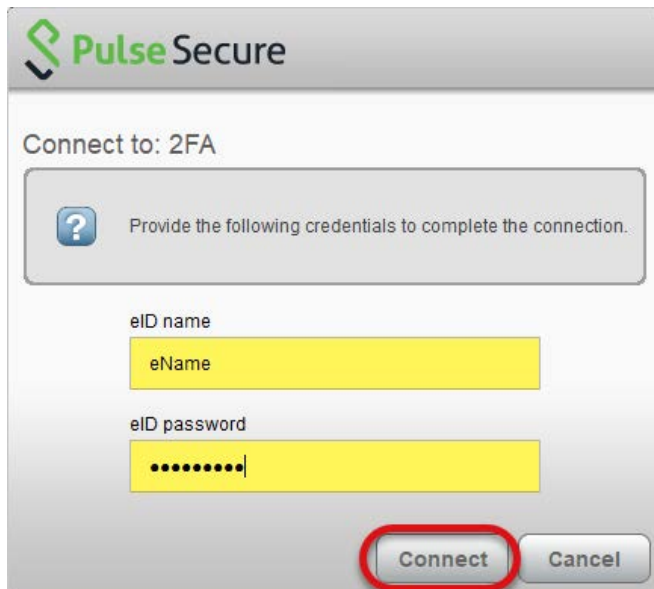 Pulse Secure
Connect to: 2FA
?
Provide the following credentials to complete the connection.
eID name
eName
eID password
●●●●●●●●●
Connect
Cancel